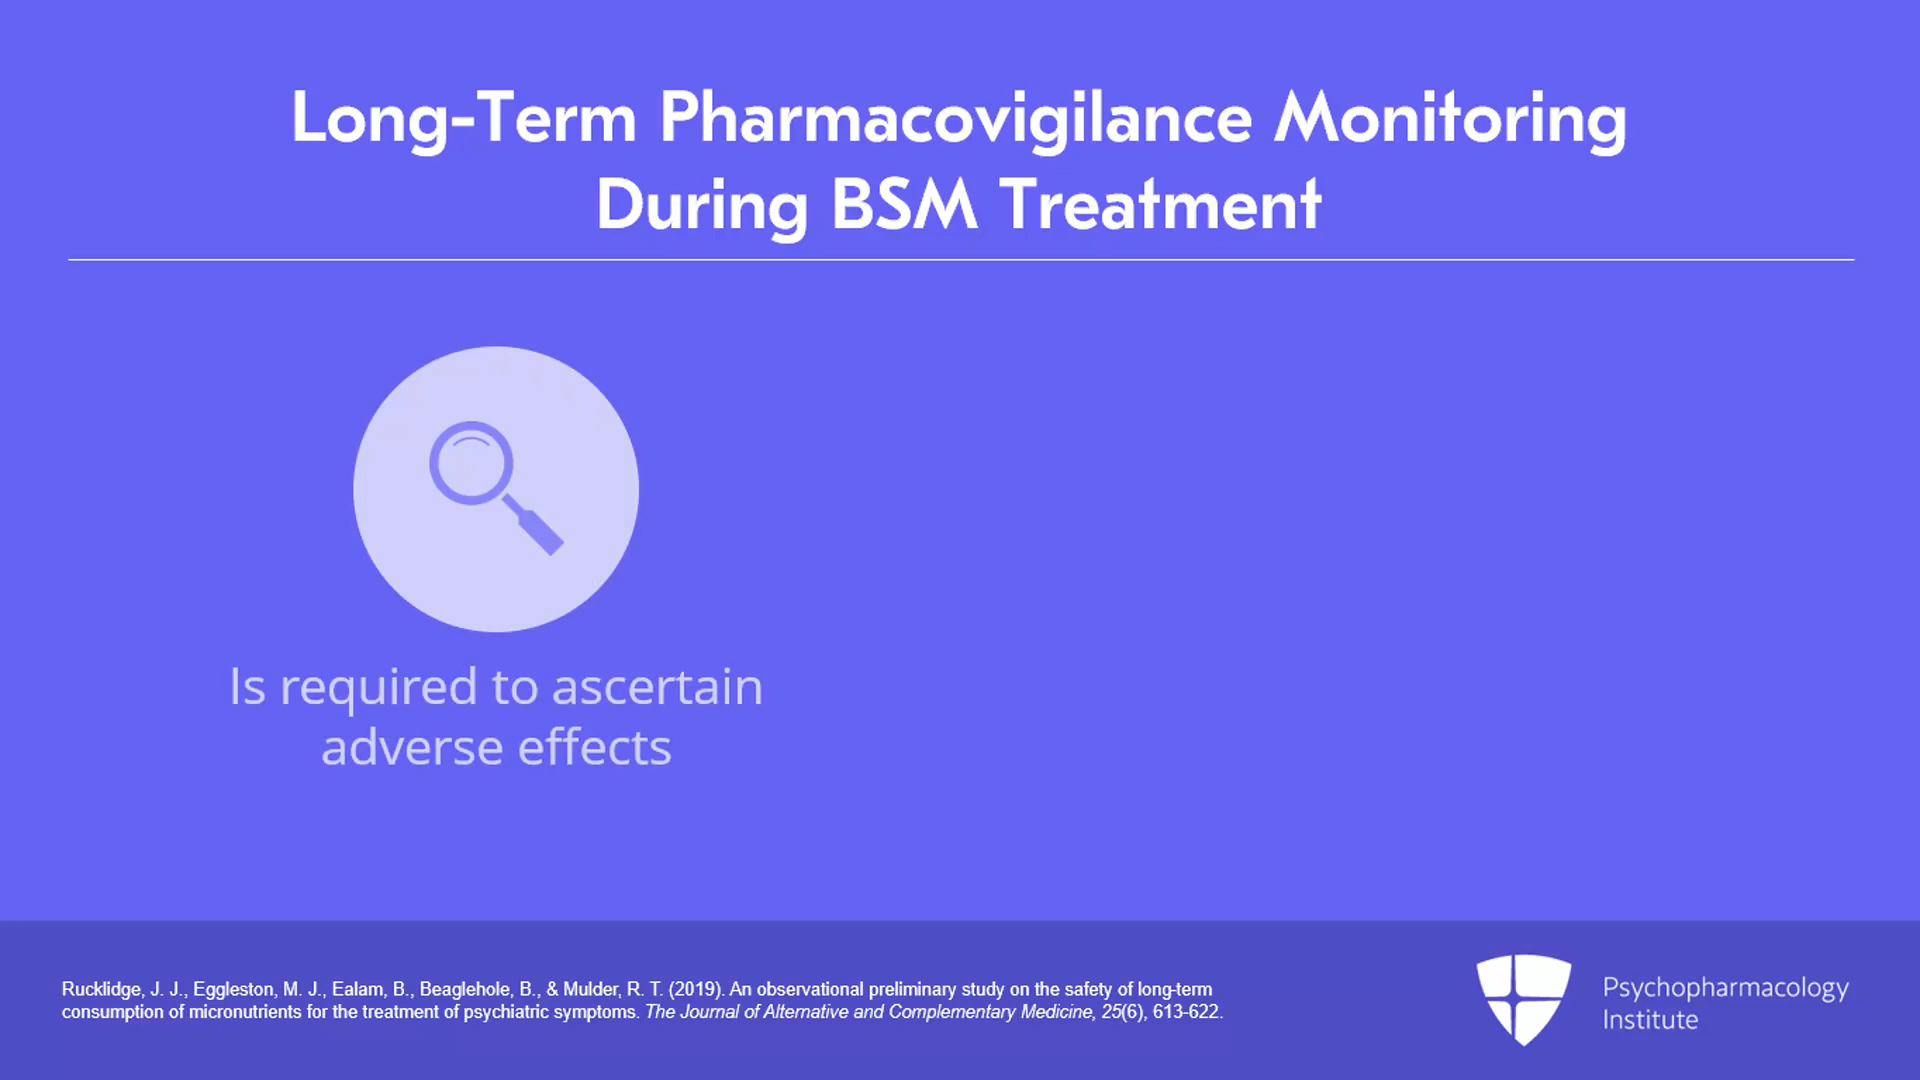 Long-Term Pharmacovigilance Monitoring
During BSM Treatment
Is required to ascertain
adverse effects
Rucklidge, J. J., Eggleston, M. J., Ealam, B., Beaglehole, B., & Mulder, R. T. (2019). An observational preliminary study on the safety of long-term
consumption of micronutrients for the treatment of psychiatric symptoms. The Journal of Alternative and Complementary Medicine, 25(6), 613-622.
Psychopharmacology
Institute